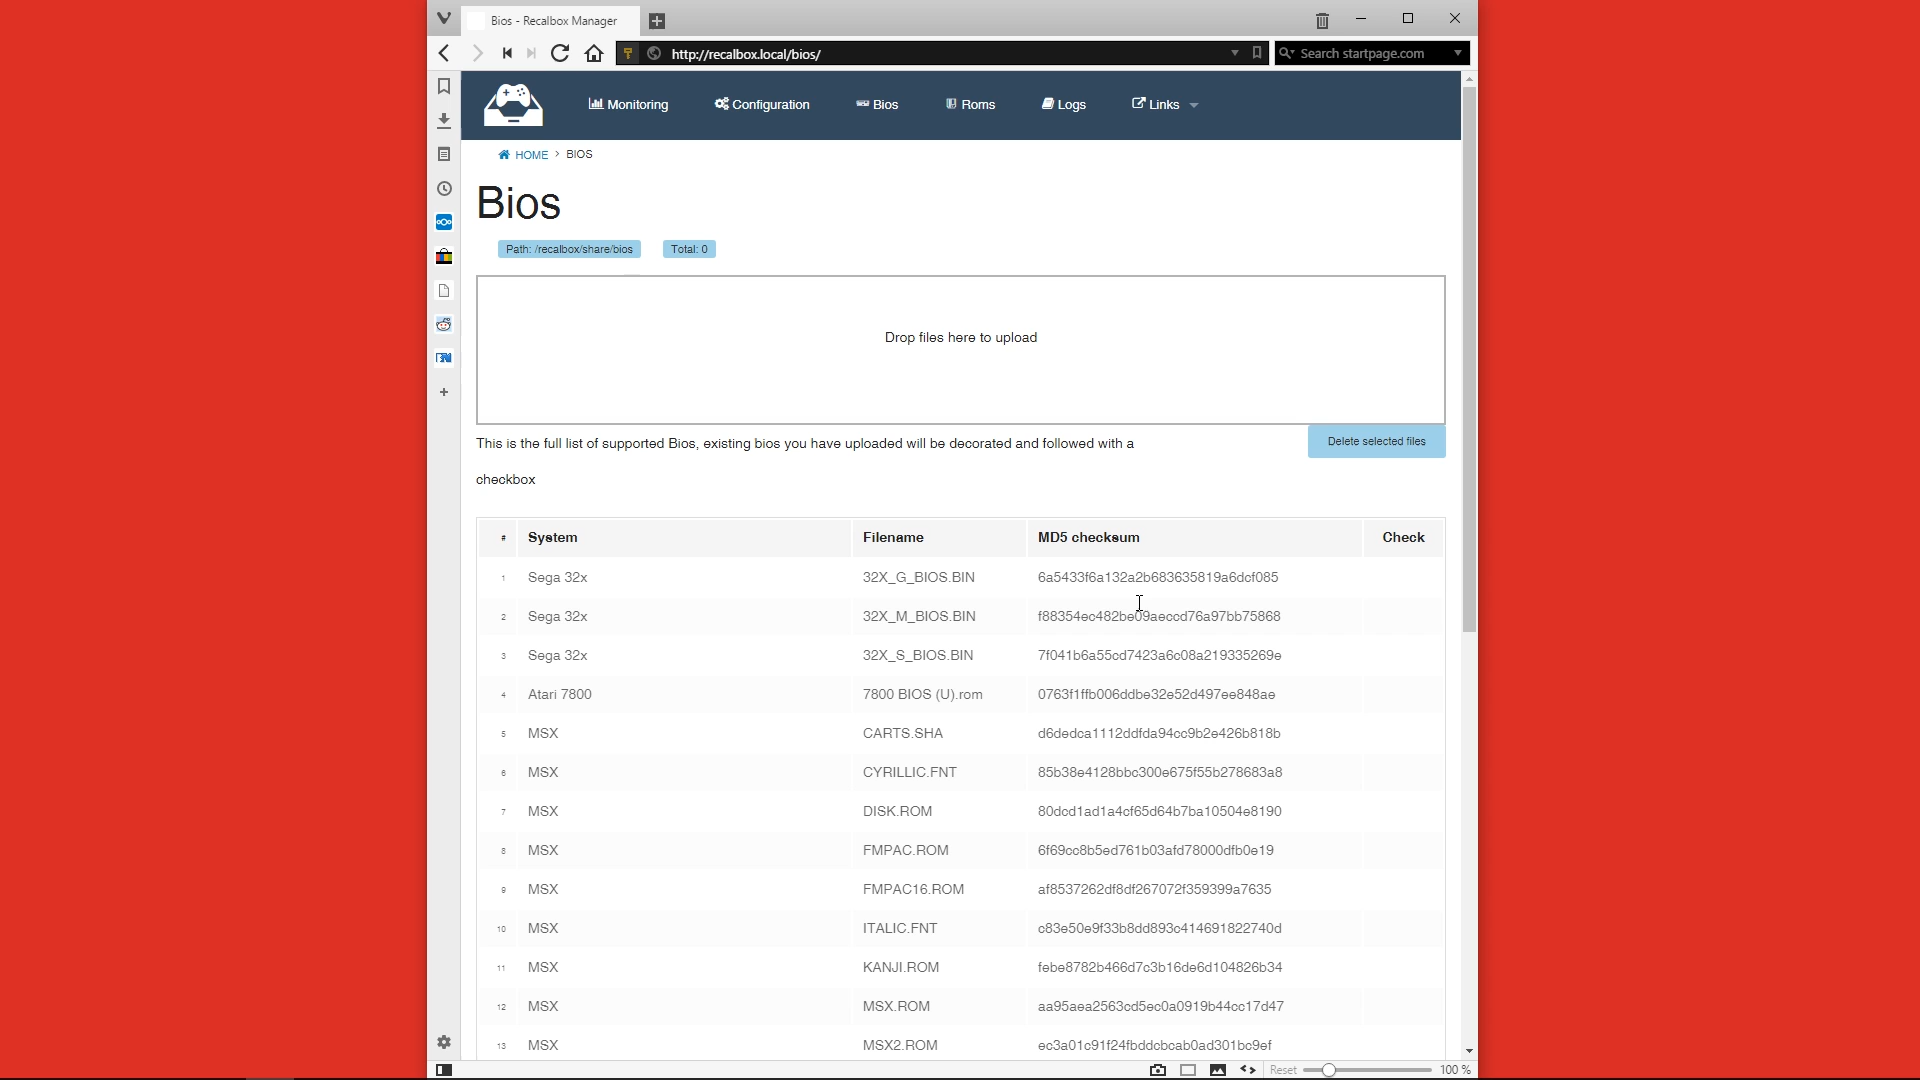 Bios - Recalbox Manager
http://recalbox.local/bios/
Search startpage.com
Monitoring
Configuration
Bios
Roms
Logs
Links
HOME > BIOS
Bios
Path: /recalbox/share/bios
Total: 0
Drop files here to upload
This is the full list of supported Bios, existing bios you have uploaded will be decorated and followed with a
checkbox
Delete selected files
# System Filename MD5 checksum Check
1 Sega 32x 32X_G_BIOS.BIN 6a5433f6a132a2b683635819a6dcf085
2 Sega 32x 32X_M_BIOS.BIN f88354ec482be09aeccd76a97bb75868
3 Sega 32x 32X_S_BIOS.BIN 7f041b6a55cd7423a6c08a219335269e
4 Atari 7800 7800 BIOS (U).rom 0763f1ffb006ddbe32e52d497ee848ae
5 MSX CARTS.SHA d6dedca1112ddfda94cc9b2e426b818b
6 MSX CYRILLIC.FNT 85b38e4128bbc300e675f55b278683a8
7 MSX DISK.ROM 80dcd1ad1a4cf65d64b7ba10504e8190
8 MSX FMPAC.ROM 6f69cc8b5ed761b03afd78000dfb0e19
9 MSX FMPAC16.ROM af8537262df8df267072f359399a7635
10 MSX ITALIC.FNT c83e50e9f33b8dd893c414691822740d
11 MSX KANJI.ROM febe8782b466d7c3b16de6d104826b34
12 MSX MSX.ROM aa95aea2563cd5ec0a0919b44cc17d47
13 MSX MSX2.ROM ec3a01c91f24fbddcbcab0ad301bc9ef
Reset 100 %